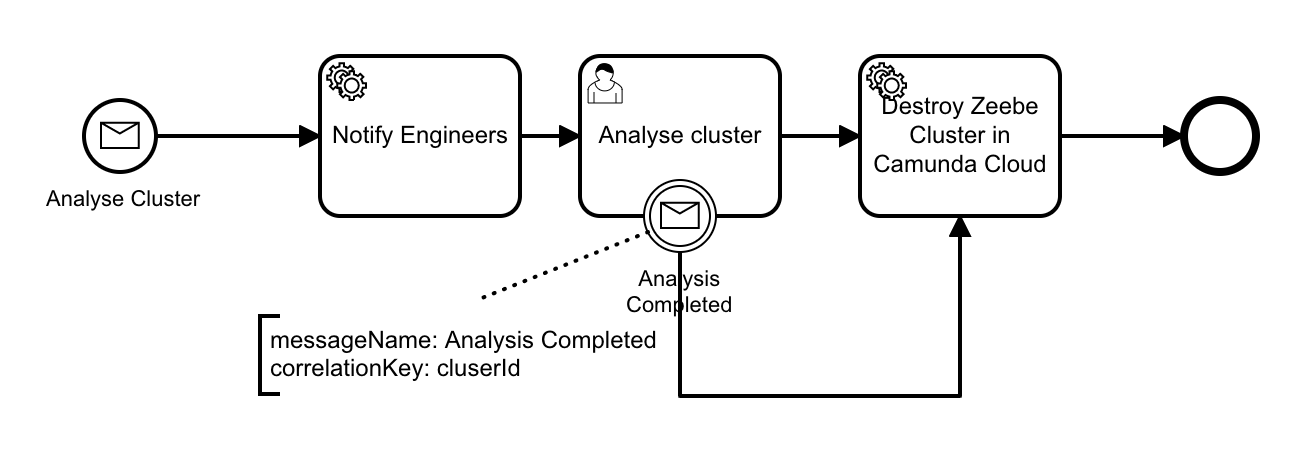 Analyse Cluster
Notify Engineers
Analyse cluster
Destroy Zeebe
Cluster in
Camunda Cloud
Analysis
Completed
messageName: Analysis Completed
correlationKey: cluserId